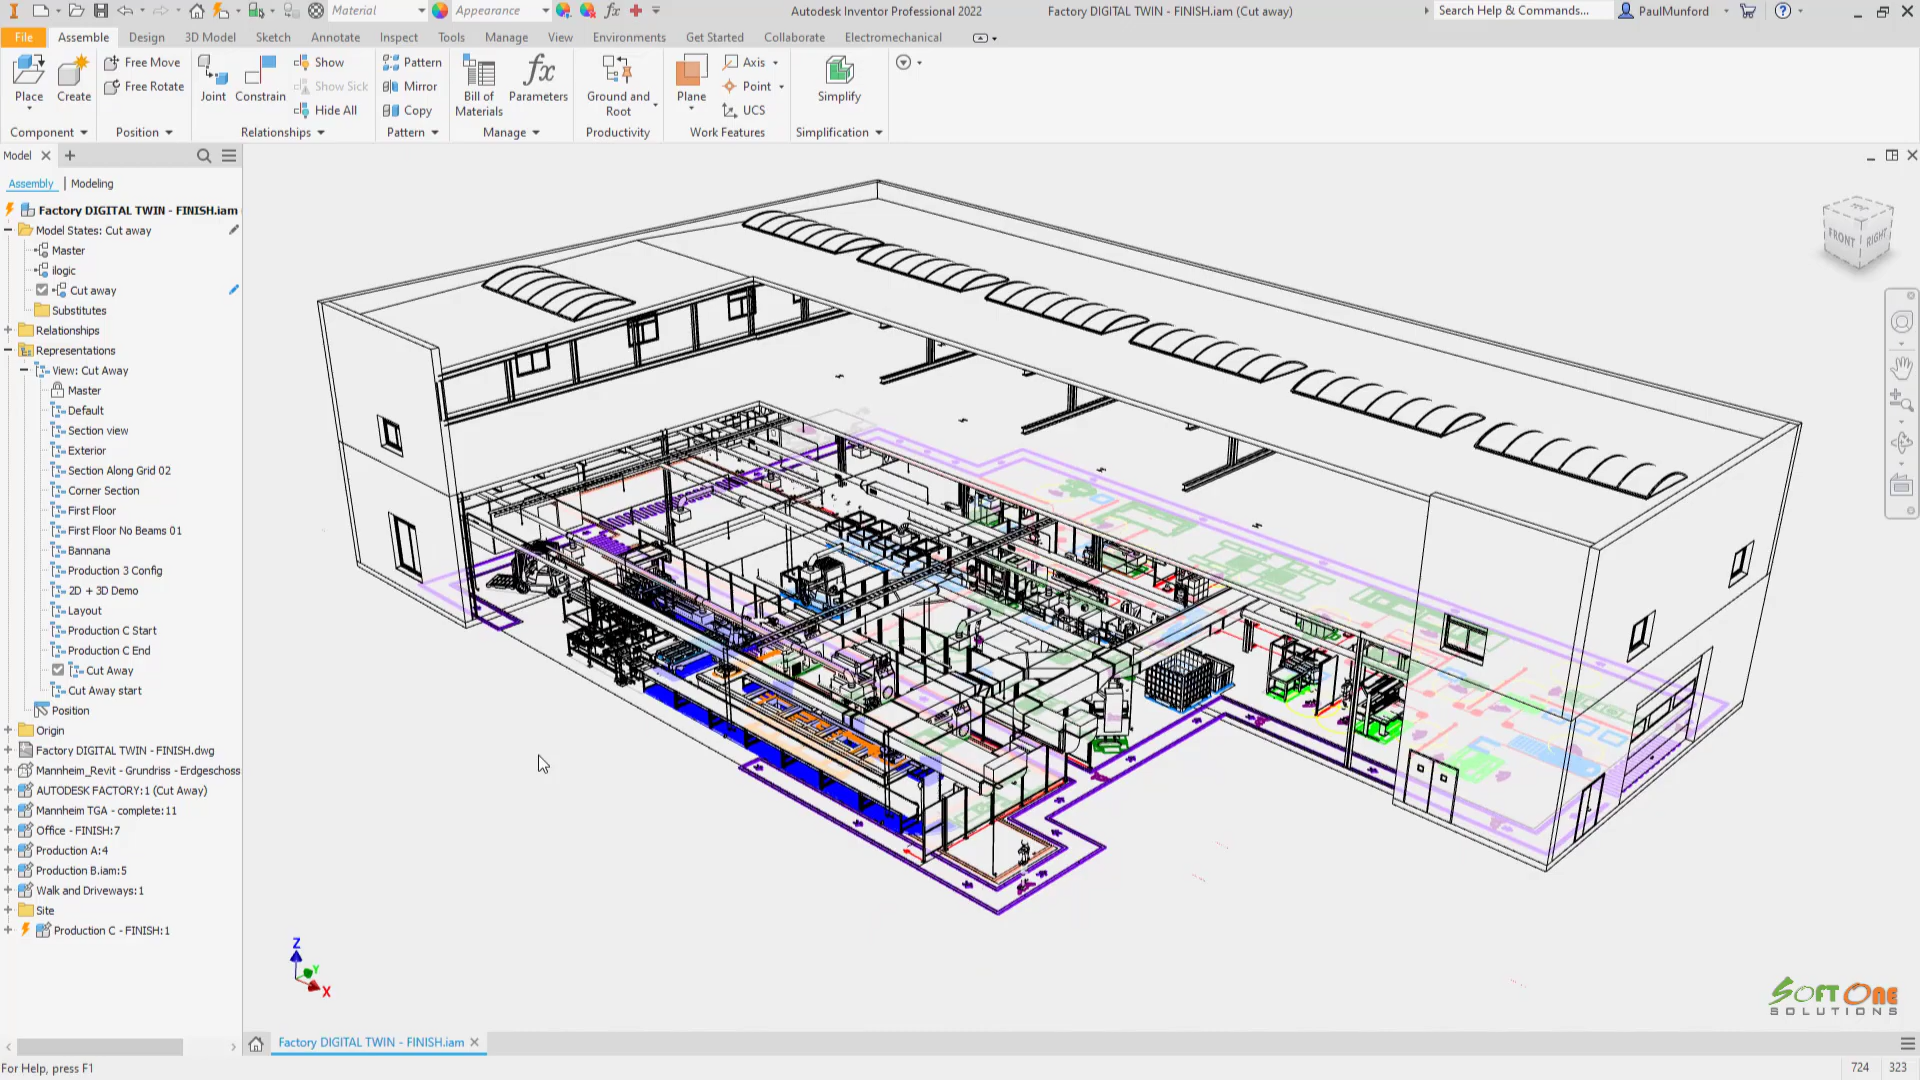 Material
Appearance
Autodesk Inventor Professional 2022
Factory DIGITAL TWIN - FINISH.iam (Cut away)
Search Help & Commands...
PaulMunford
File
Assemble
Design
3D Model
Sketch
Annotate
Inspect
Tools
Manage
View
Environments
Get Started
Collaborate
Electromechanical
Place
Create
Free Move
Free Rotate
Joint
Constrain
Show
Show Sick
Hide All
Pattern
Mirror
Copy
Bill of
Materials
fx
Parameters
Ground and
Root
Plane
Axis
Point
UCS
Simplify
Component
Position
Relationships
Pattern
Manage
Productivity
Work Features
Simplification
Model
Assembly
Modeling
Factory DIGITAL TWIN - FINISH.iam
Model States: Cut away
Master
ilogic
Cut away
Substitutes
Relationships
Representations
View: Cut Away
Master
Default
Section view
Exterior
Section Along Grid 02
Corner Section
First Floor
First Floor No Beams 01
Bannana
Production 3 Config
2D + 3D Demo
Layout
Production C Start
Production C End
Cut Away
Cut Away start
Position
Origin
Factory DIGITAL TWIN - FINISH.dwg
Mannheim_Revit - Grundriss - Erdgeschoss
AUTODESK FACTORY:1 (Cut Away)
Mannheim TGA - complete:11
Office - FINISH:7
Production A:4
Production B.iam:5
Walk and Driveways:1
Site
Production C - FINISH:1
TOP
FRONT
RIGHT
Z
Y
X
SOFT ONE
SOLUTIONS
Factory DIGITAL TWIN - FINISH.iam
For Help, press F1
724
323